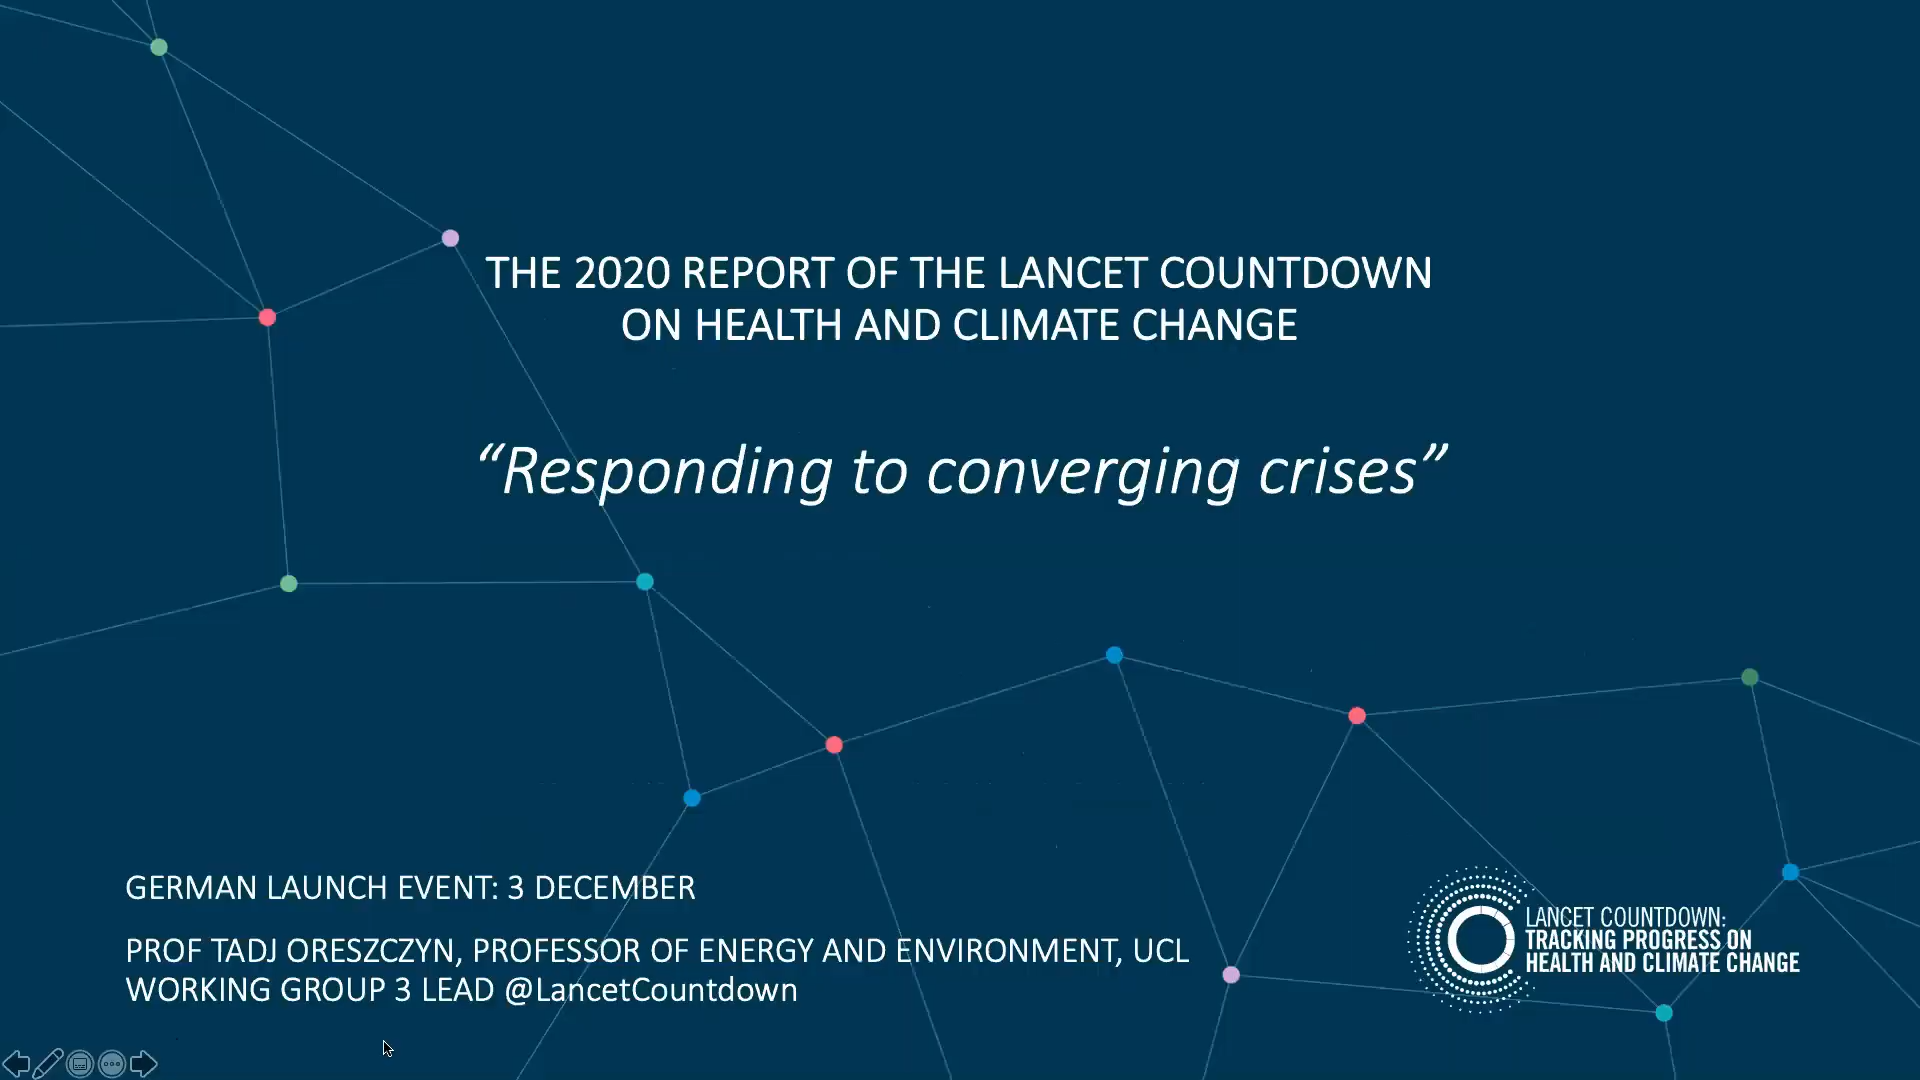 THE 2020 REPORT OF THE LANCET COUNTDOWN
ON HEALTH AND CLIMATE CHANGE
“Responding to converging crises”
GERMAN LAUNCH EVENT: 3 DECEMBER
PROF TADJ ORESZCZYN, PROFESSOR OF ENERGY AND ENVIRONMENT, UCL
WORKING GROUP 3 LEAD @LancetCountdown
LANCET COUNTDOWN:
TRACKING PROGRESS ON
HEALTH AND CLIMATE CHANGE